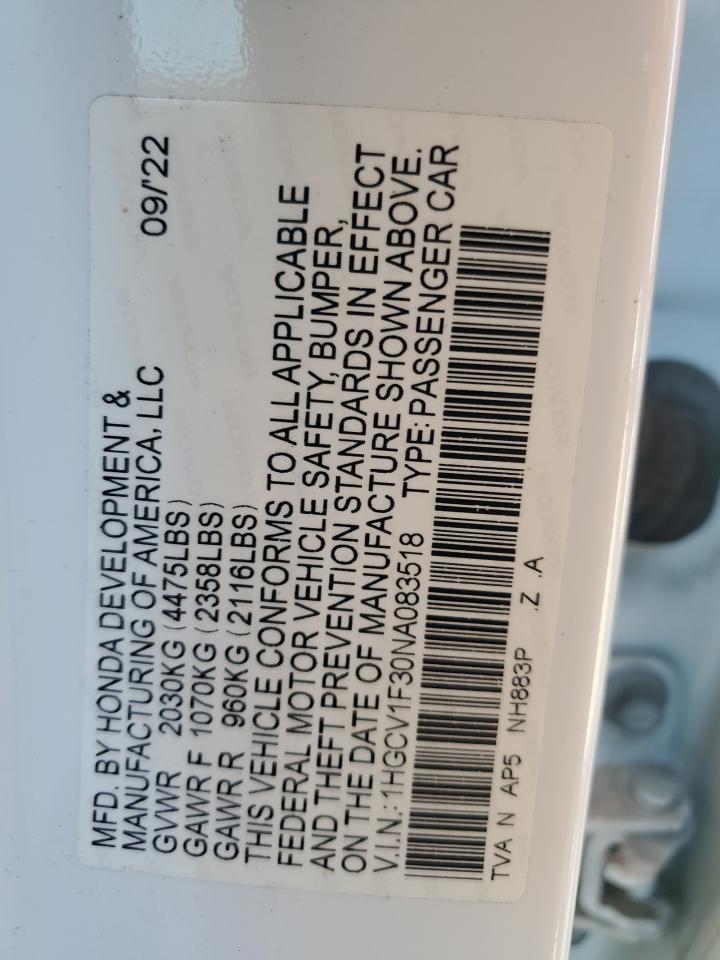 MFD. BY HONDA DEVELOPMENT &
MANUFACTURING OF AMERICA, LLC 09/'22
GVWR 2030KG (4475LBS)
GAWR F 1070KG (2358LBS)
GAWR R 960KG (2116LBS)
THIS VEHICLE CONFORMS TO ALL APPLICABLE
FEDERAL MOTOR VEHICLE SAFETY, BUMPER,
AND THEFT PREVENTION STANDARDS IN EFFECT
ON THE DATE OF MANUFACTURE SHOWN ABOVE.
V.I.N.: 1HGCV1F30NA083518 TYPE: PASSENGER CAR
TVA N AP5 NH883P .Z .A